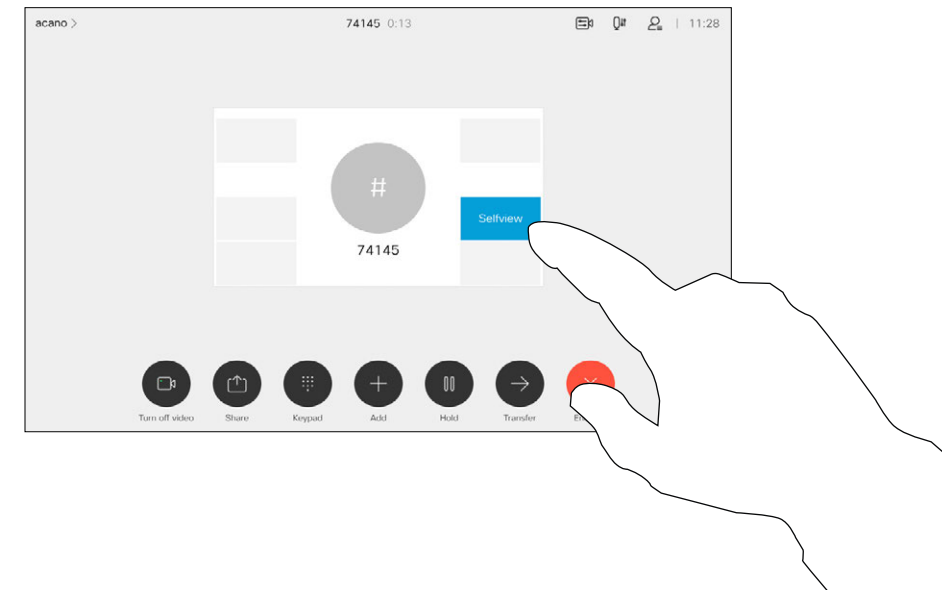 acano >
74145 0:13
11:28
#
Selfview
74145
Turn off video
Share
Keypad
Add
Hold
Transfer